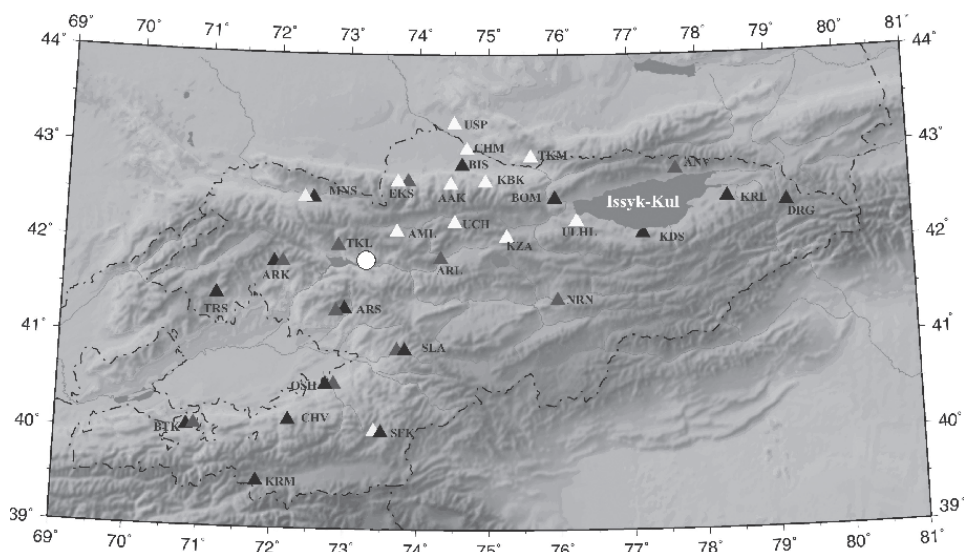 69° 70° 71° 72° 73° 74° 75° 76° 77° 78° 79° 80° 81°
44° 44°
USP
43° CHM 43°
BIS TKM
ANV
MNS EKS AAK KBK BOM KRL
Issyk-Kul DRG
42° AML UCH ULHL KDS 42°
TKL KZA
ARK ARL
TRS NRN
ARS
41° 41°
SLA
OSH
40° BTK CHV SFK 40°
KRM
39° 39°
69° 70° 71° 72° 73° 74° 75° 76° 77° 78° 79° 80° 81°